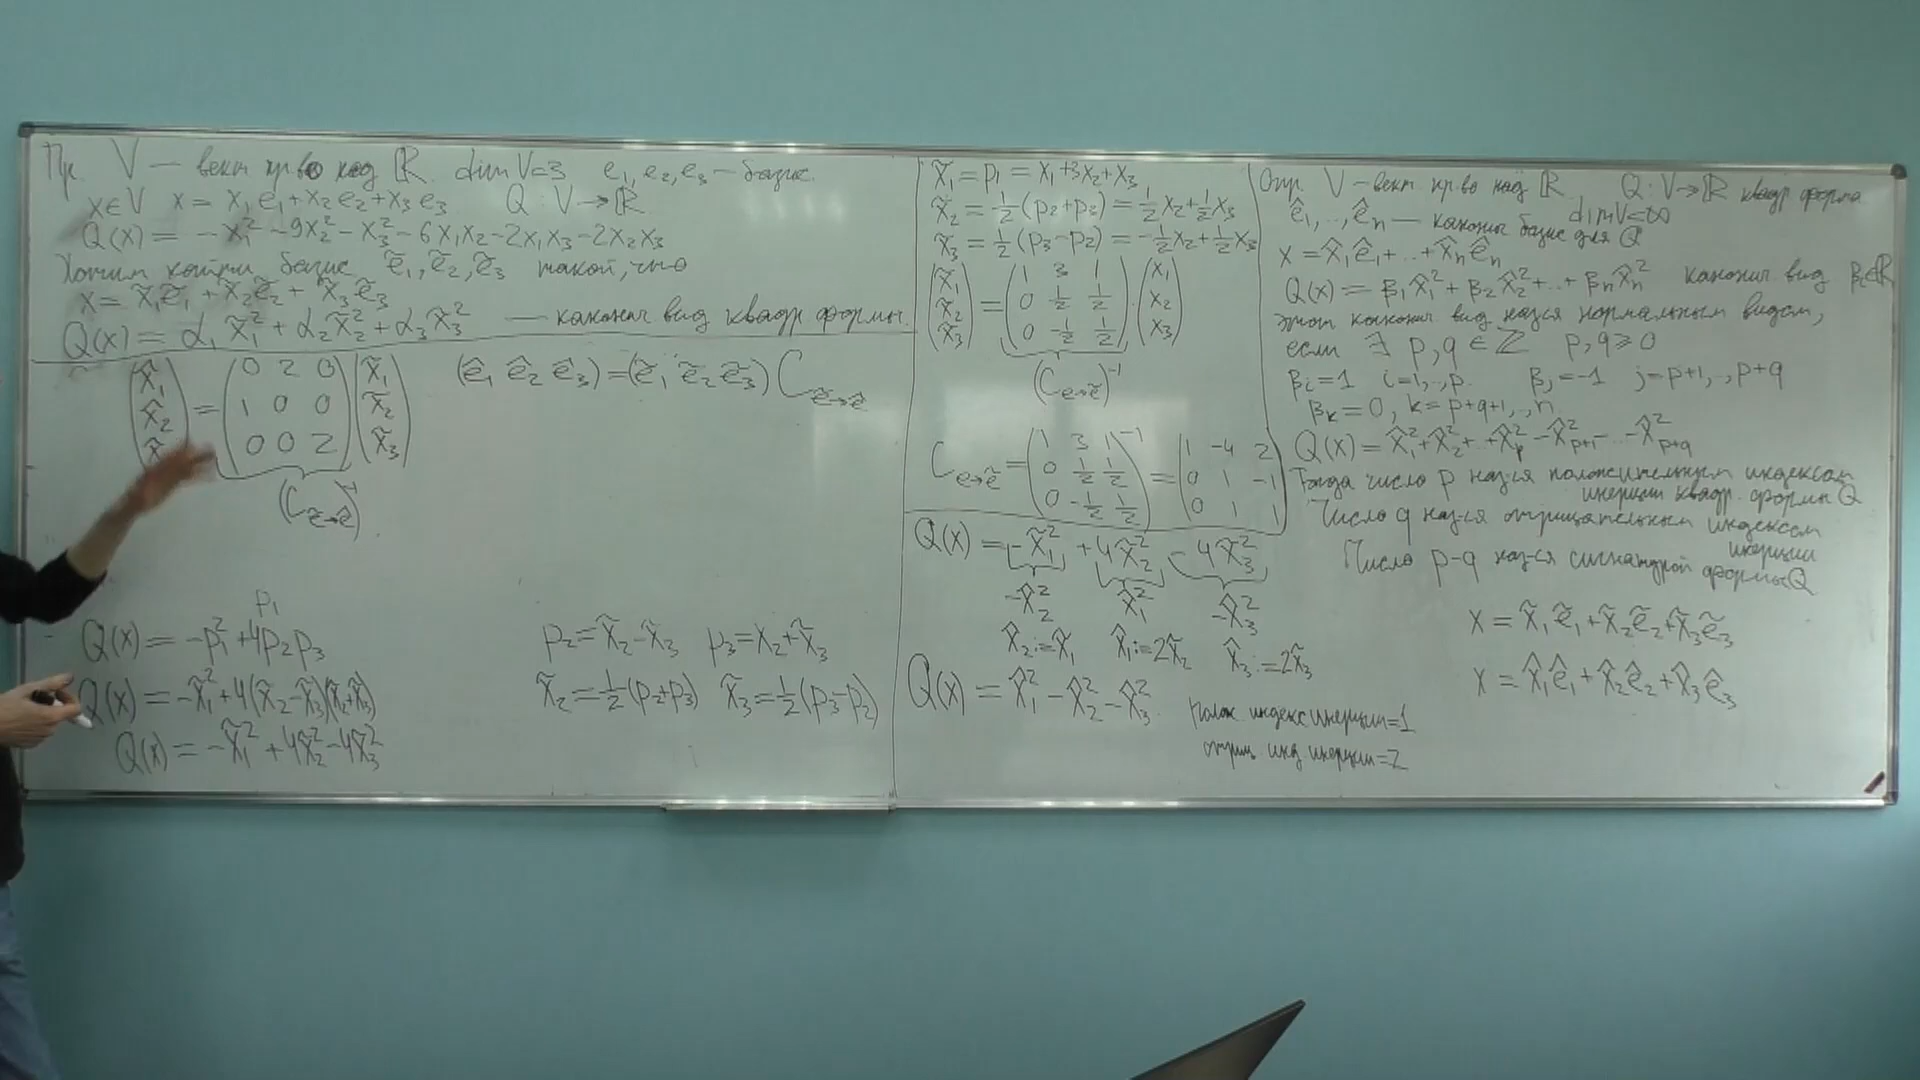 Пр. V — вект пр-во над ℝ. dim V=3 e₁, e₂, e₃ — базис.
x∈V x = x₁e₁+x₂e₂+x₃e₃ Q: V→ℝ
Q(x) = -x₁²-9x₂²-x₃²-6x₁x₂-2x₁x₃-2x₂x₃
Хотим найти базис ẽ₁, ẽ₂, ẽ₃ такой, что
x = x̃₁ẽ₁+x̃₂ẽ₂+x̃₃ẽ₃
Q(x) = α₁x̃₁²+α₂x̃₂²+α₃x̃₃² — канонич вид квадр формы.
(x̂₁ x̂₂ x̂₃) = (0 2 0; 1 0 0; 0 0 2)(x̃₁ x̃₂ x̃₃) (ê₁ ê₂ ê₃)=(ẽ₁ ẽ₂ ẽ₃) C_{ẽ→ê}
(C_{ẽ→ê})⁻¹
p₁
Q(x) = -p₁²+4p₂p₃ p₂=x̃₂-x̃₃ p₃=x₂+x̃₃
Q(x) = -x̃₁²+4(x̃₂-x̃₃)(x̃₂+x̃₃) x̃₂=½(p₂+p₃) x̃₃=½(p₃-p₂)
Q(x) = -x̃₁²+4x̃₂²-4x̃₃²
x̃₁ = p₁ = x₁+3x₂+x₃
x̃₂ = ½(p₂+p₃) = ½x₂+½x₃
x̃₃ = ½(p₃-p₂) = -½x₂+½x₃
(x̃₁ x̃₂ x̃₃) = (1 3 1; 0 ½ ½; 0 -½ ½)·(x₁ x₂ x₃)
(C_{e→ẽ})⁻¹
C_{e→ẽ} = (1 3 1; 0 ½ ½; 0 -½ ½)⁻¹ = (1 -4 2; 0 1 -1; 0 1 1)
Q(x) = -x̃₁²+4x̃₂²-4x̃₃²
-x̂₂² x̂₁² -x̂₃²
x̂₂:=x̃₁ x̂₁:=2x̃₂ x̂₃:=2x̃₃
Q(x) = x̂₁²-x̂₂²-x̂₃²
полож. индекс инерции=1
отриц. инд. инерции=2
Опр. V — вект. пр-во над ℝ Q: V→ℝ квадр форма
dim V<∞
ê₁,..,ên — канонич базис для Q
x = x̂₁ê₁+..+x̂nên
Q(x) = β₁x̂₁²+β₂x̂₂²+..+βnx̂n² канонич. вид βi∈ℝ
Этот канонич вид наз-ся нормальным видом,
если ∃ p,q∈ℤ p,q⩾0
βi=1 i=1,..,p. βj=-1 j=p+1,..,p+q
βk=0, k=p+q+1,..,n.
Q(x) = x̂₁²+x̂₂²+..+x̂p²-x̂p+1²-..-x̂p+q²
Тогда число p наз-ся положительным индексом
инерции квадр. формы Q
Число q наз-ся отрицательным индексом
инерции
Число p-q наз-ся сигнатурой формы Q
x = x̃₁ẽ₁+x̃₂ẽ₂+x̃₃ẽ₃
x = x̂₁ê₁+x̂₂ê₂+x̂₃ê₃